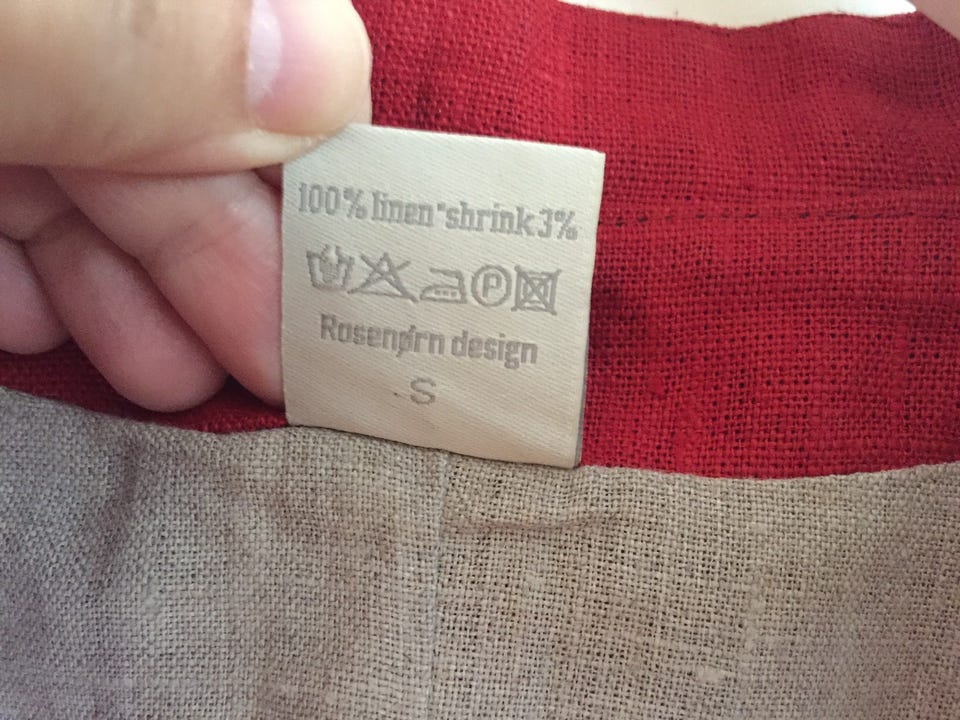 100% linen*shrink 3%
P
Rosenørn design
S